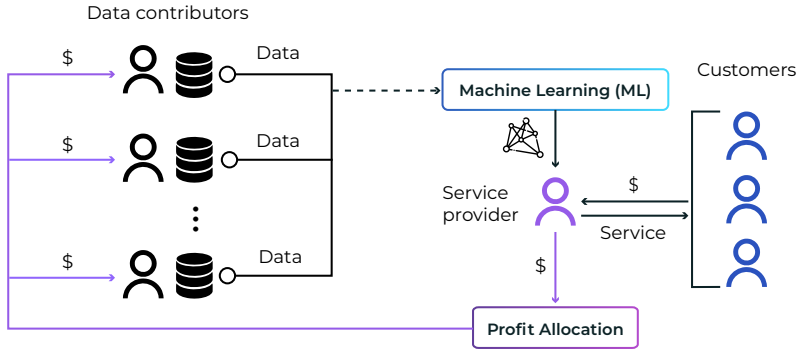 Data contributors
$
Data
Machine Learning (ML)
Customers
$
Data
Service
provider
$
Service
$
Data
$
Profit Allocation